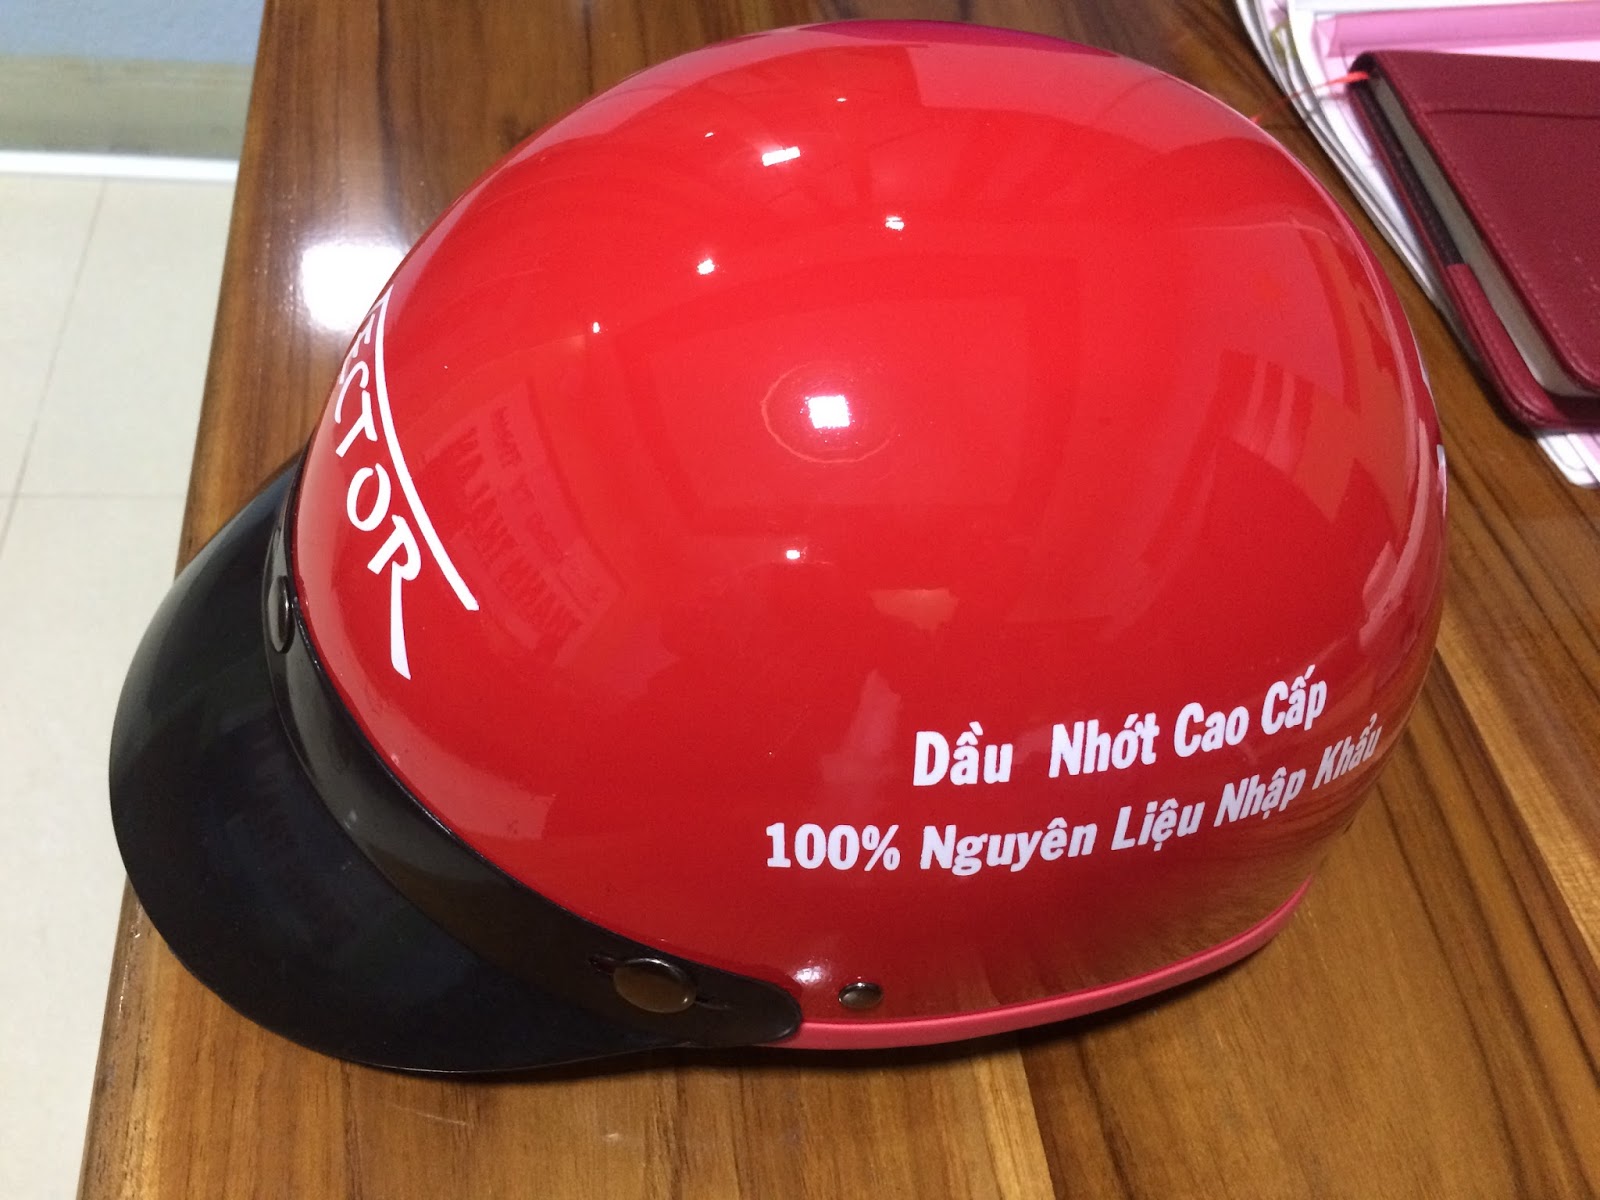 ECTOR
Dầu Nhớt Cao Cấp
100% Nguyên Liệu Nhập Khẩu